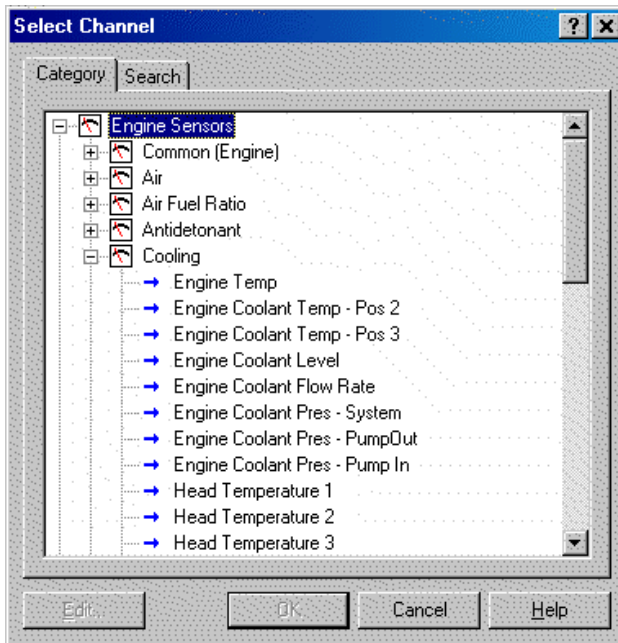 Select Channel
Category Search
Engine Sensors
Common (Engine)
Air
Air Fuel Ratio
Antidetonant
Cooling
Engine Temp
Engine Coolant Temp - Pos 2
Engine Coolant Temp - Pos 3
Engine Coolant Level
Engine Coolant Flow Rate
Engine Coolant Pres - System
Engine Coolant Pres - PumpOut
Engine Coolant Pres - Pump In
Head Temperature 1
Head Temperature 2
Head Temperature 3
Edit... OK Cancel Help